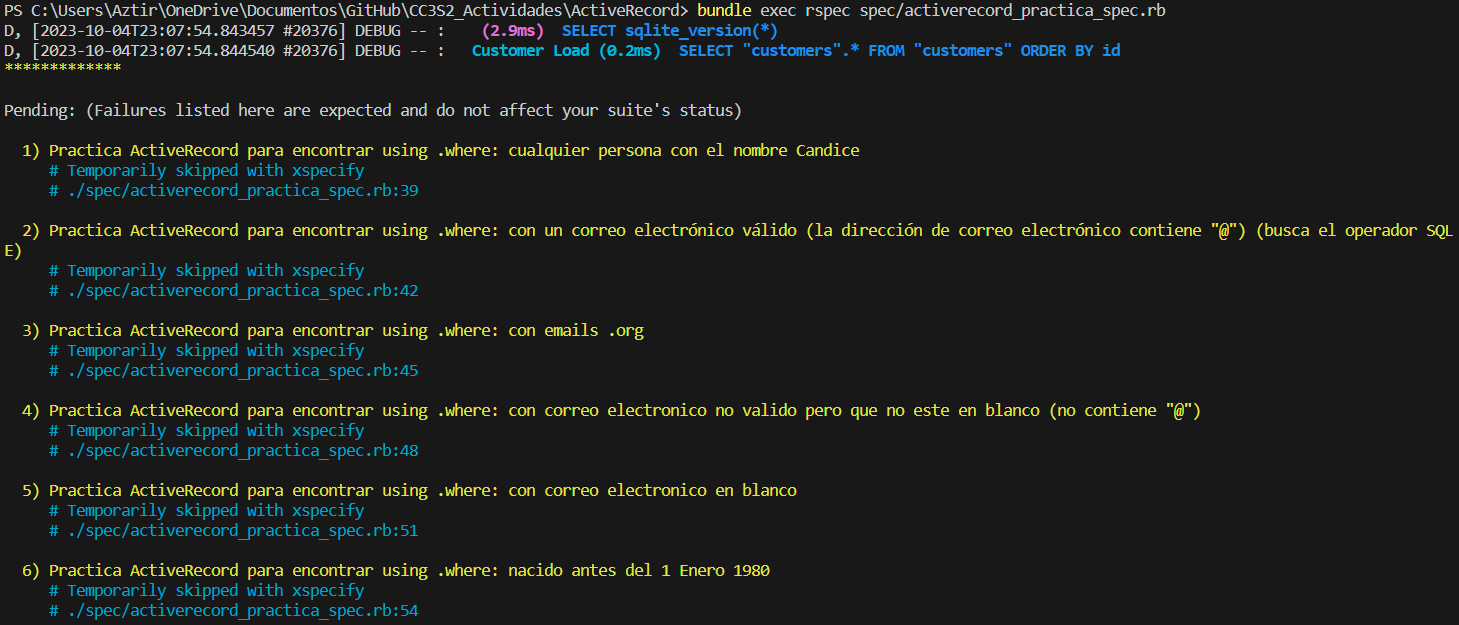 PS C:\Users\Aztir\OneDrive\Documentos\GitHub\CC3S2_Actividades\ActiveRecord> bundle exec rspec spec/activerecord_practica_spec.rb
D, [2023-10-04T23:07:54.843457 #20376] DEBUG -- :    (2.9ms)  SELECT sqlite_version(*)
D, [2023-10-04T23:07:54.844540 #20376] DEBUG -- :   Customer Load (0.2ms)  SELECT "customers".* FROM "customers" ORDER BY id
*************
Pending: (Failures listed here are expected and do not affect your suite's status)
1) Practica ActiveRecord para encontrar using .where: cualquier persona con el nombre Candice
# Temporarily skipped with xspecify
# ./spec/activerecord_practica_spec.rb:39
2) Practica ActiveRecord para encontrar using .where: con un correo electrónico válido (la dirección de correo electrónico contiene "@") (busca el operador SQL
E)
# Temporarily skipped with xspecify
# ./spec/activerecord_practica_spec.rb:42
3) Practica ActiveRecord para encontrar using .where: con emails .org
# Temporarily skipped with xspecify
# ./spec/activerecord_practica_spec.rb:45
4) Practica ActiveRecord para encontrar using .where: con correo electronico no valido pero que no este en blanco (no contiene "@")
# Temporarily skipped with xspecify
# ./spec/activerecord_practica_spec.rb:48
5) Practica ActiveRecord para encontrar using .where: con correo electronico en blanco
# Temporarily skipped with xspecify
# ./spec/activerecord_practica_spec.rb:51
6) Practica ActiveRecord para encontrar using .where: nacido antes del 1 Enero 1980
# Temporarily skipped with xspecify
# ./spec/activerecord_practica_spec.rb:54